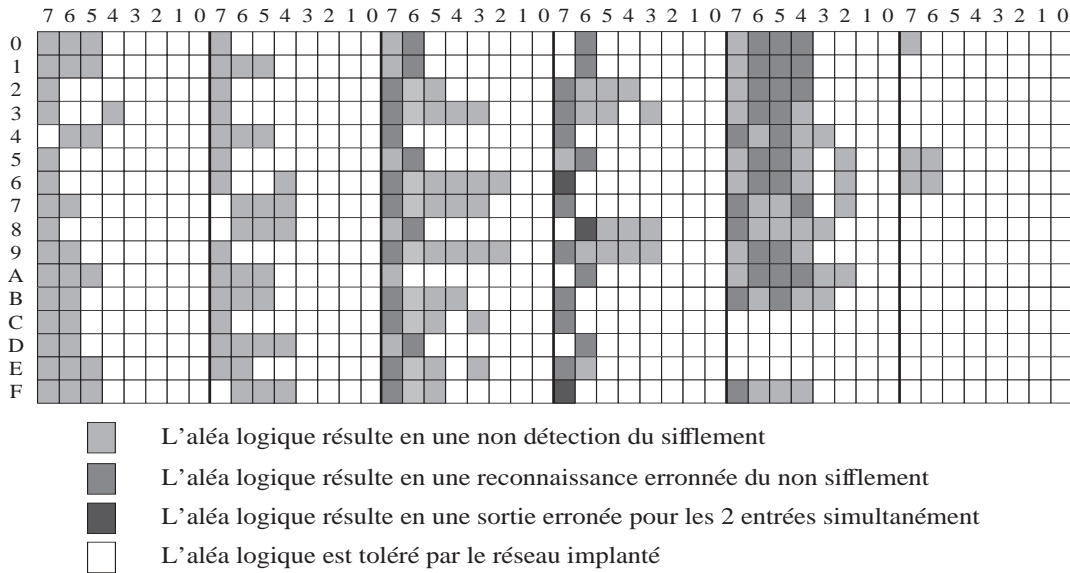 7 6 5 4 3 2 1 0 7 6 5 4 3 2 1 0 7 6 5 4 3 2 1 0 7 6 5 4 3 2 1 0 7 6 5 4 3 2 1 0 7 6 5 4 3 2 1 0
0
1
2
3
4
5
6
7
8
9
A
B
C
D
E
F
L'aléa logique résulte en une non détection du sifflement
L'aléa logique résulte en une reconnaissance erronnée du non sifflement
L'aléa logique résulte en une sortie erronée pour les 2 entrées simultanément
L'aléa logique est toléré par le réseau implanté